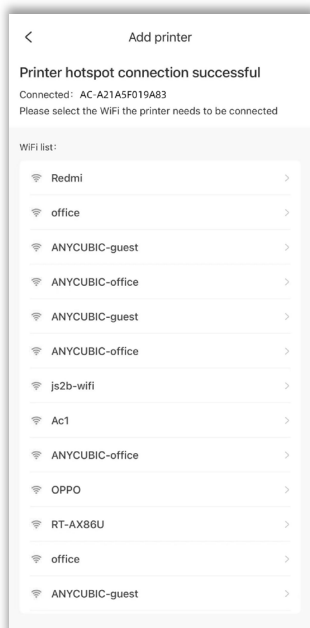 Add printer
Printer hotspot connection successful
Connected: AC-A21A5F019A83
Please select the WiFi the printer needs to be connected
WiFi list:
Redmi
office
ANYCUBIC-guest
ANYCUBIC-office
ANYCUBIC-guest
ANYCUBIC-office
js2b-wifi
Ac1
ANYCUBIC-office
OPPO
RT-AX86U
office
ANYCUBIC-guest